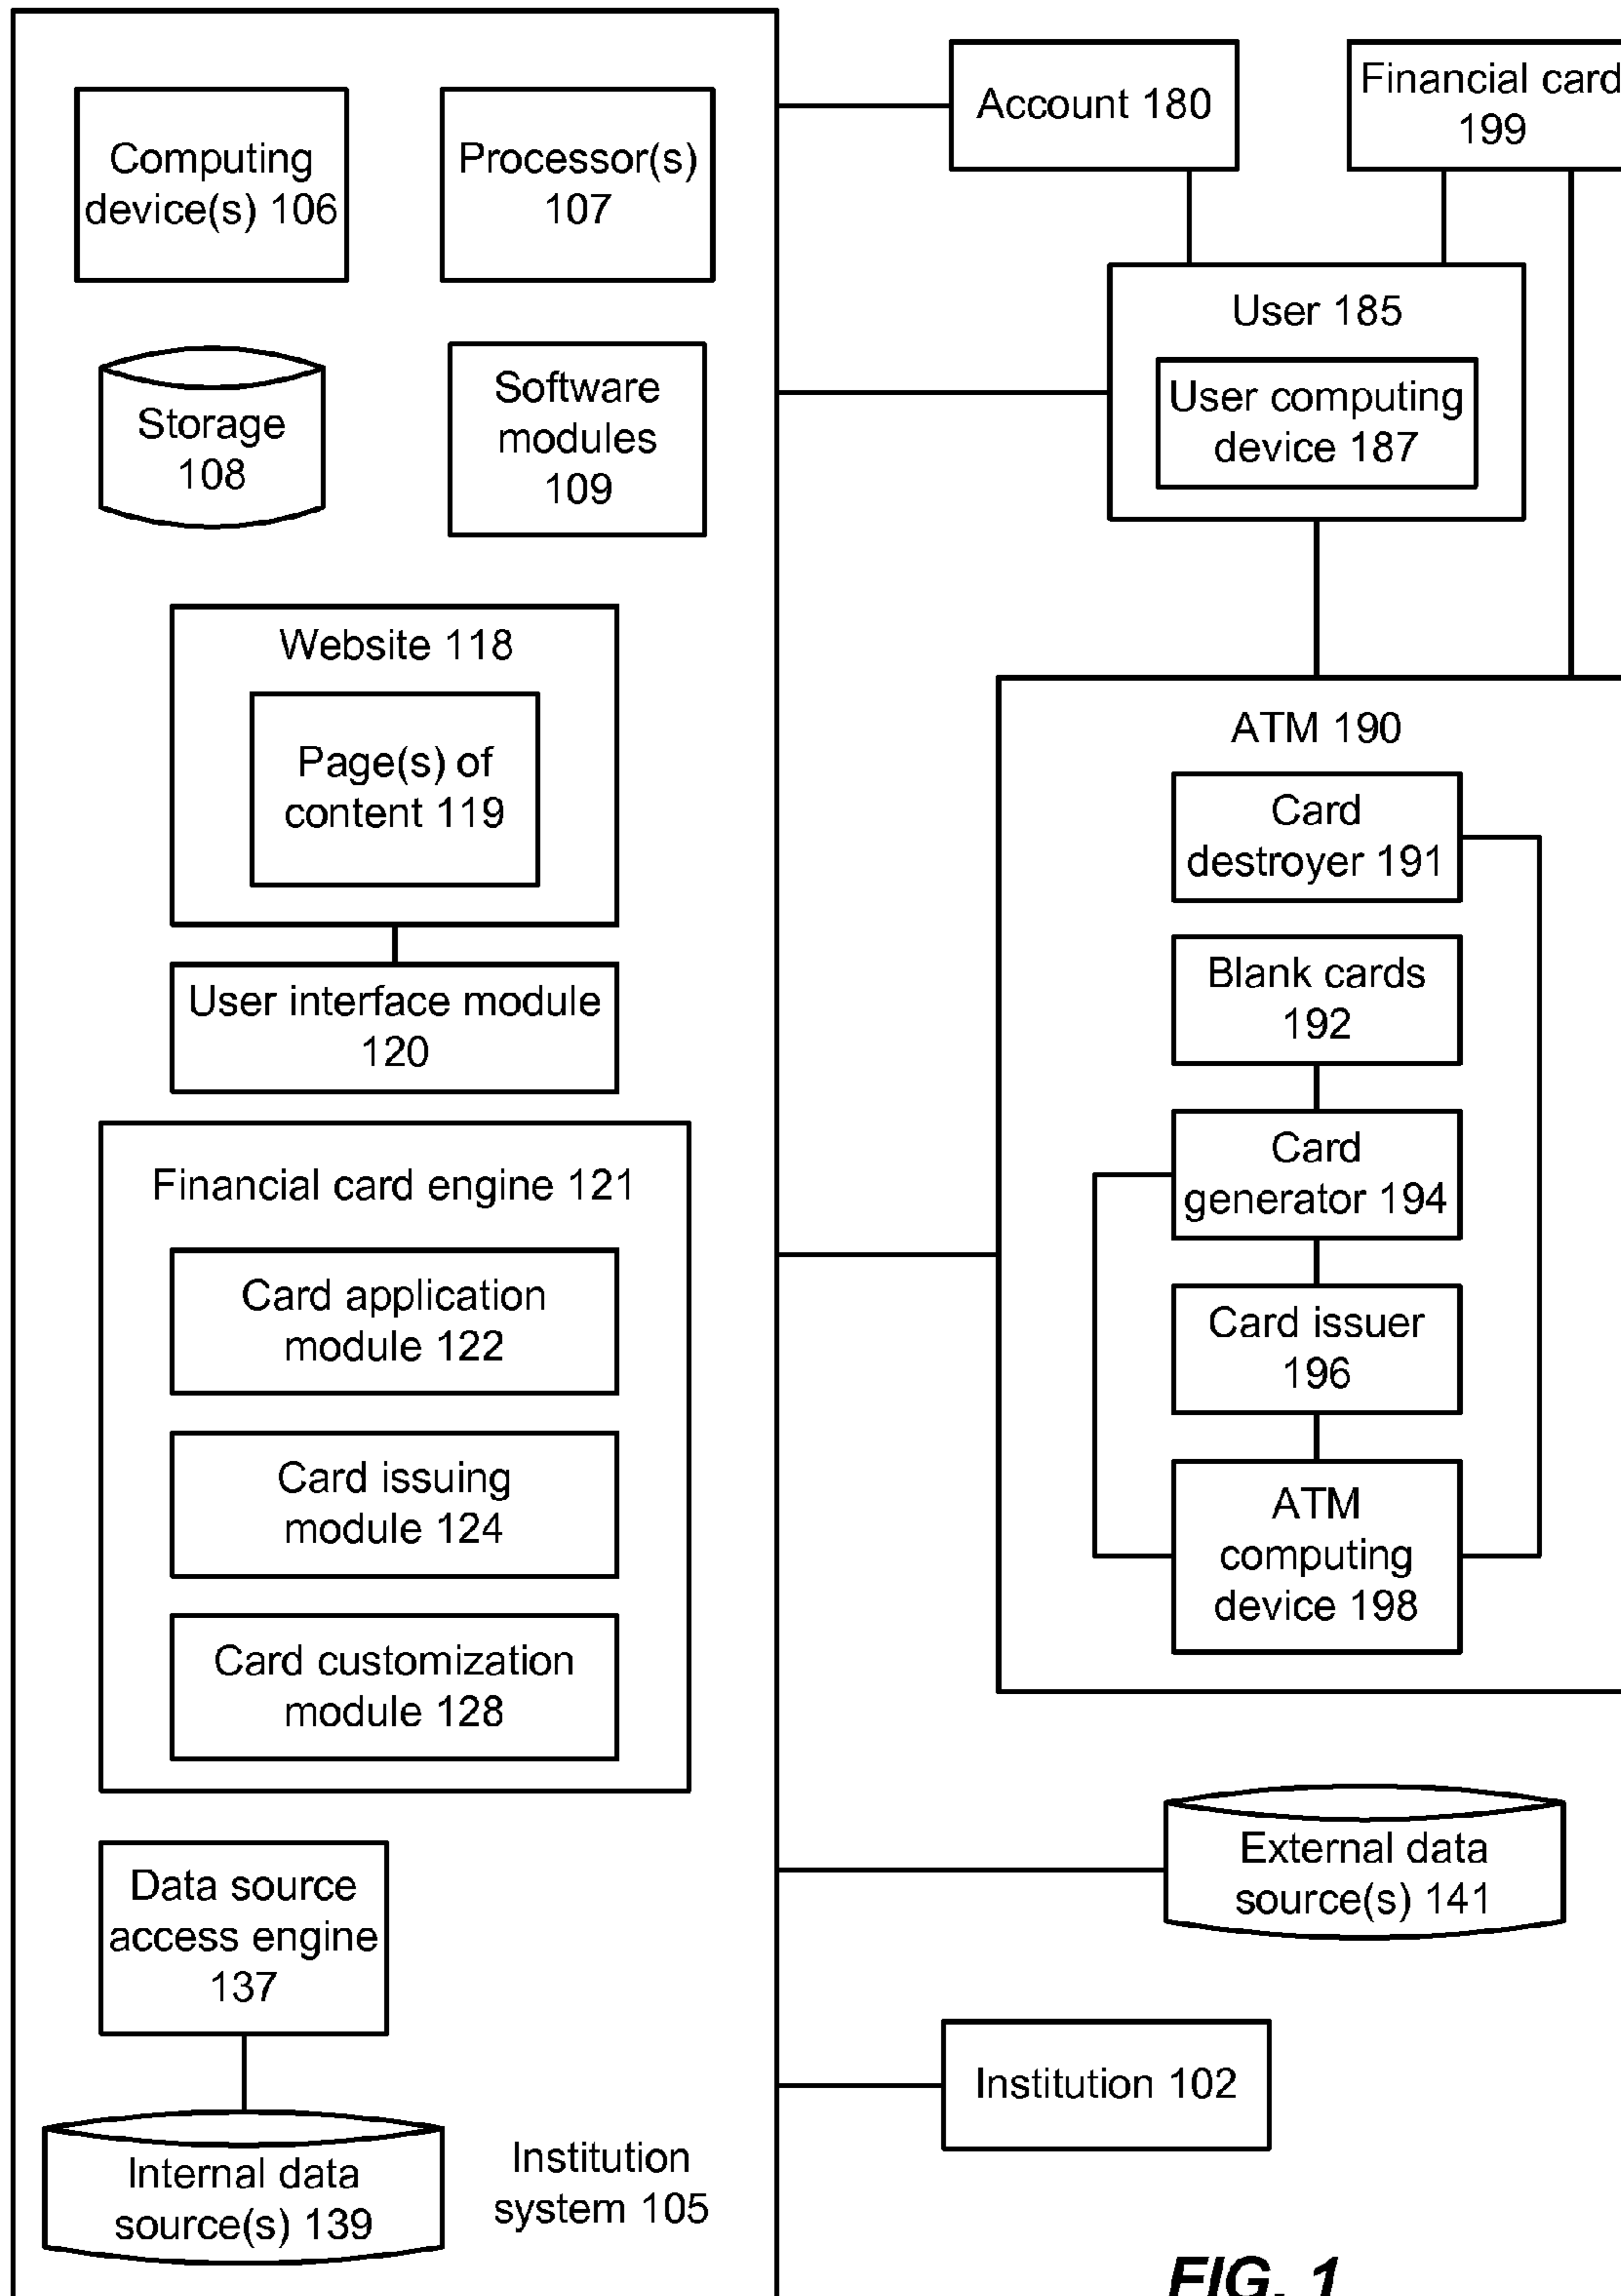 Computing
device(s) 106
Processor(s)
107
Storage
108
Software
modules
109
Website 118
Page(s) of
content 119
User interface module
120
Financial card engine 121
Card application
module 122
Card issuing
module 124
Card customization
module 128
Data source
access engine
137
Internal data
source(s) 139
Institution
system 105
Account 180
Financial card
199
User 185
User computing
device 187
ATM 190
Card
destroyer 191
Blank cards
192
Card
generator 194
Card issuer
196
ATM
computing
device 198
External data
source(s) 141
Institution 102
FIG. 1